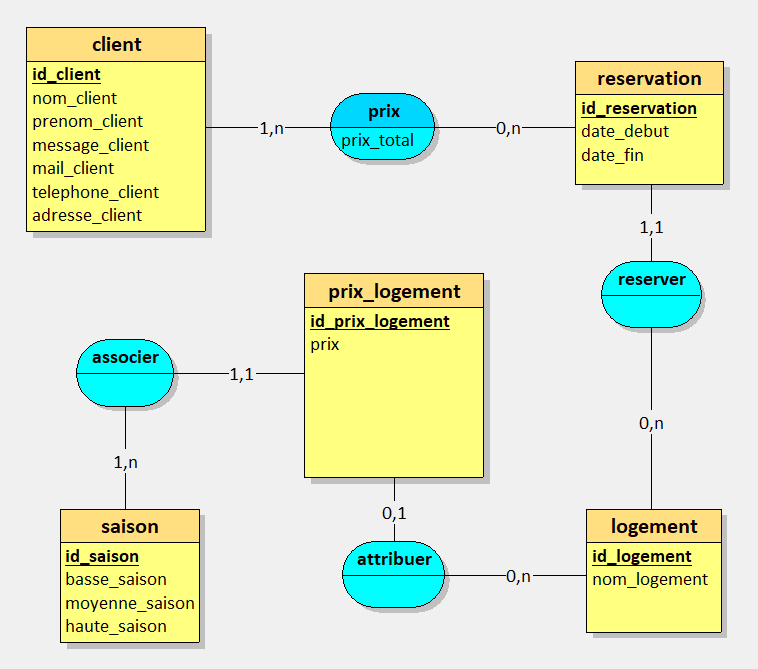 client
id_client
nom_client
prenom_client
message_client
mail_client
telephone_client
adresse_client
1,n
prix
prix_total
0,n
reservation
id_reservation
date_debut
date_fin
1,1
reserver
0,n
prix_logement
id_prix_logement
prix
associer
1,1
1,n
saison
id_saison
basse_saison
moyenne_saison
haute_saison
0,1
attribuer
0,n
logement
id_logement
nom_logement